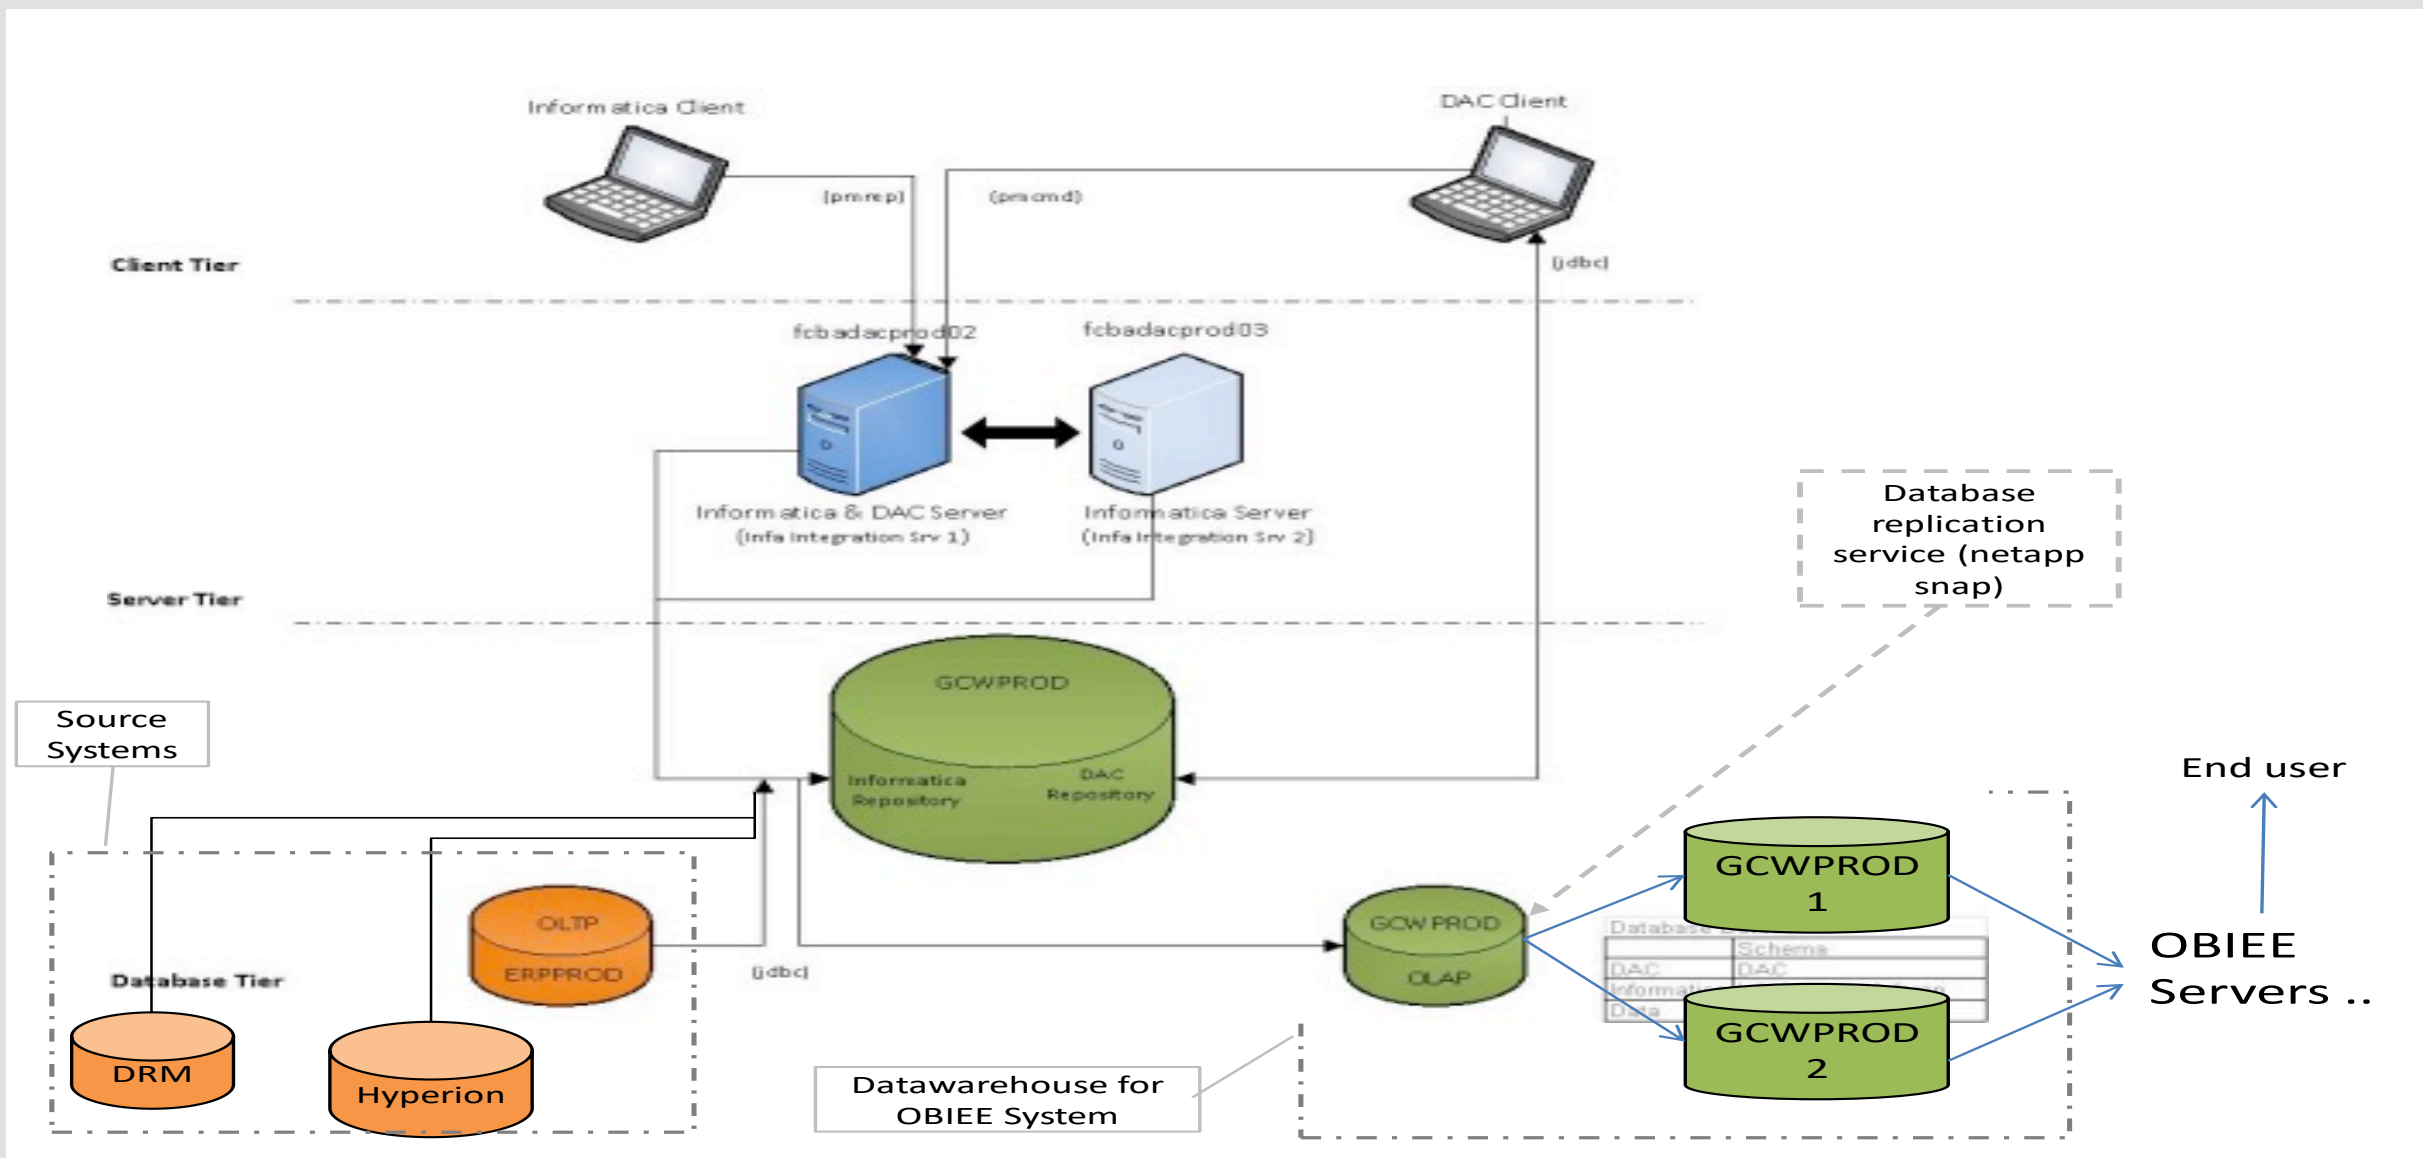 Informatica Client
DAC Client
(pmrep)
(pmcmd)
(jdbc)
Client Tier
fcbadacprod02
fcbadacprod03
Informatica & DAC Server
(Infa Integration Srv 1)
Informatica Server
(Infa Integration Srv 2)
Database
replication
service (netapp
snap)
Server Tier
GCWPROD
Informatica
Repository
DAC
Repository
Source
Systems
End user
OLTP
ERPPROD
(jdbc)
Database Tier
DRM
Hyperion
GCWPROD
OLAP
GCWPROD
1
Database
Schema
DAC
DAC
Data
GCWPROD
2
OBIEE
Servers ..
Datawarehouse for
OBIEE System